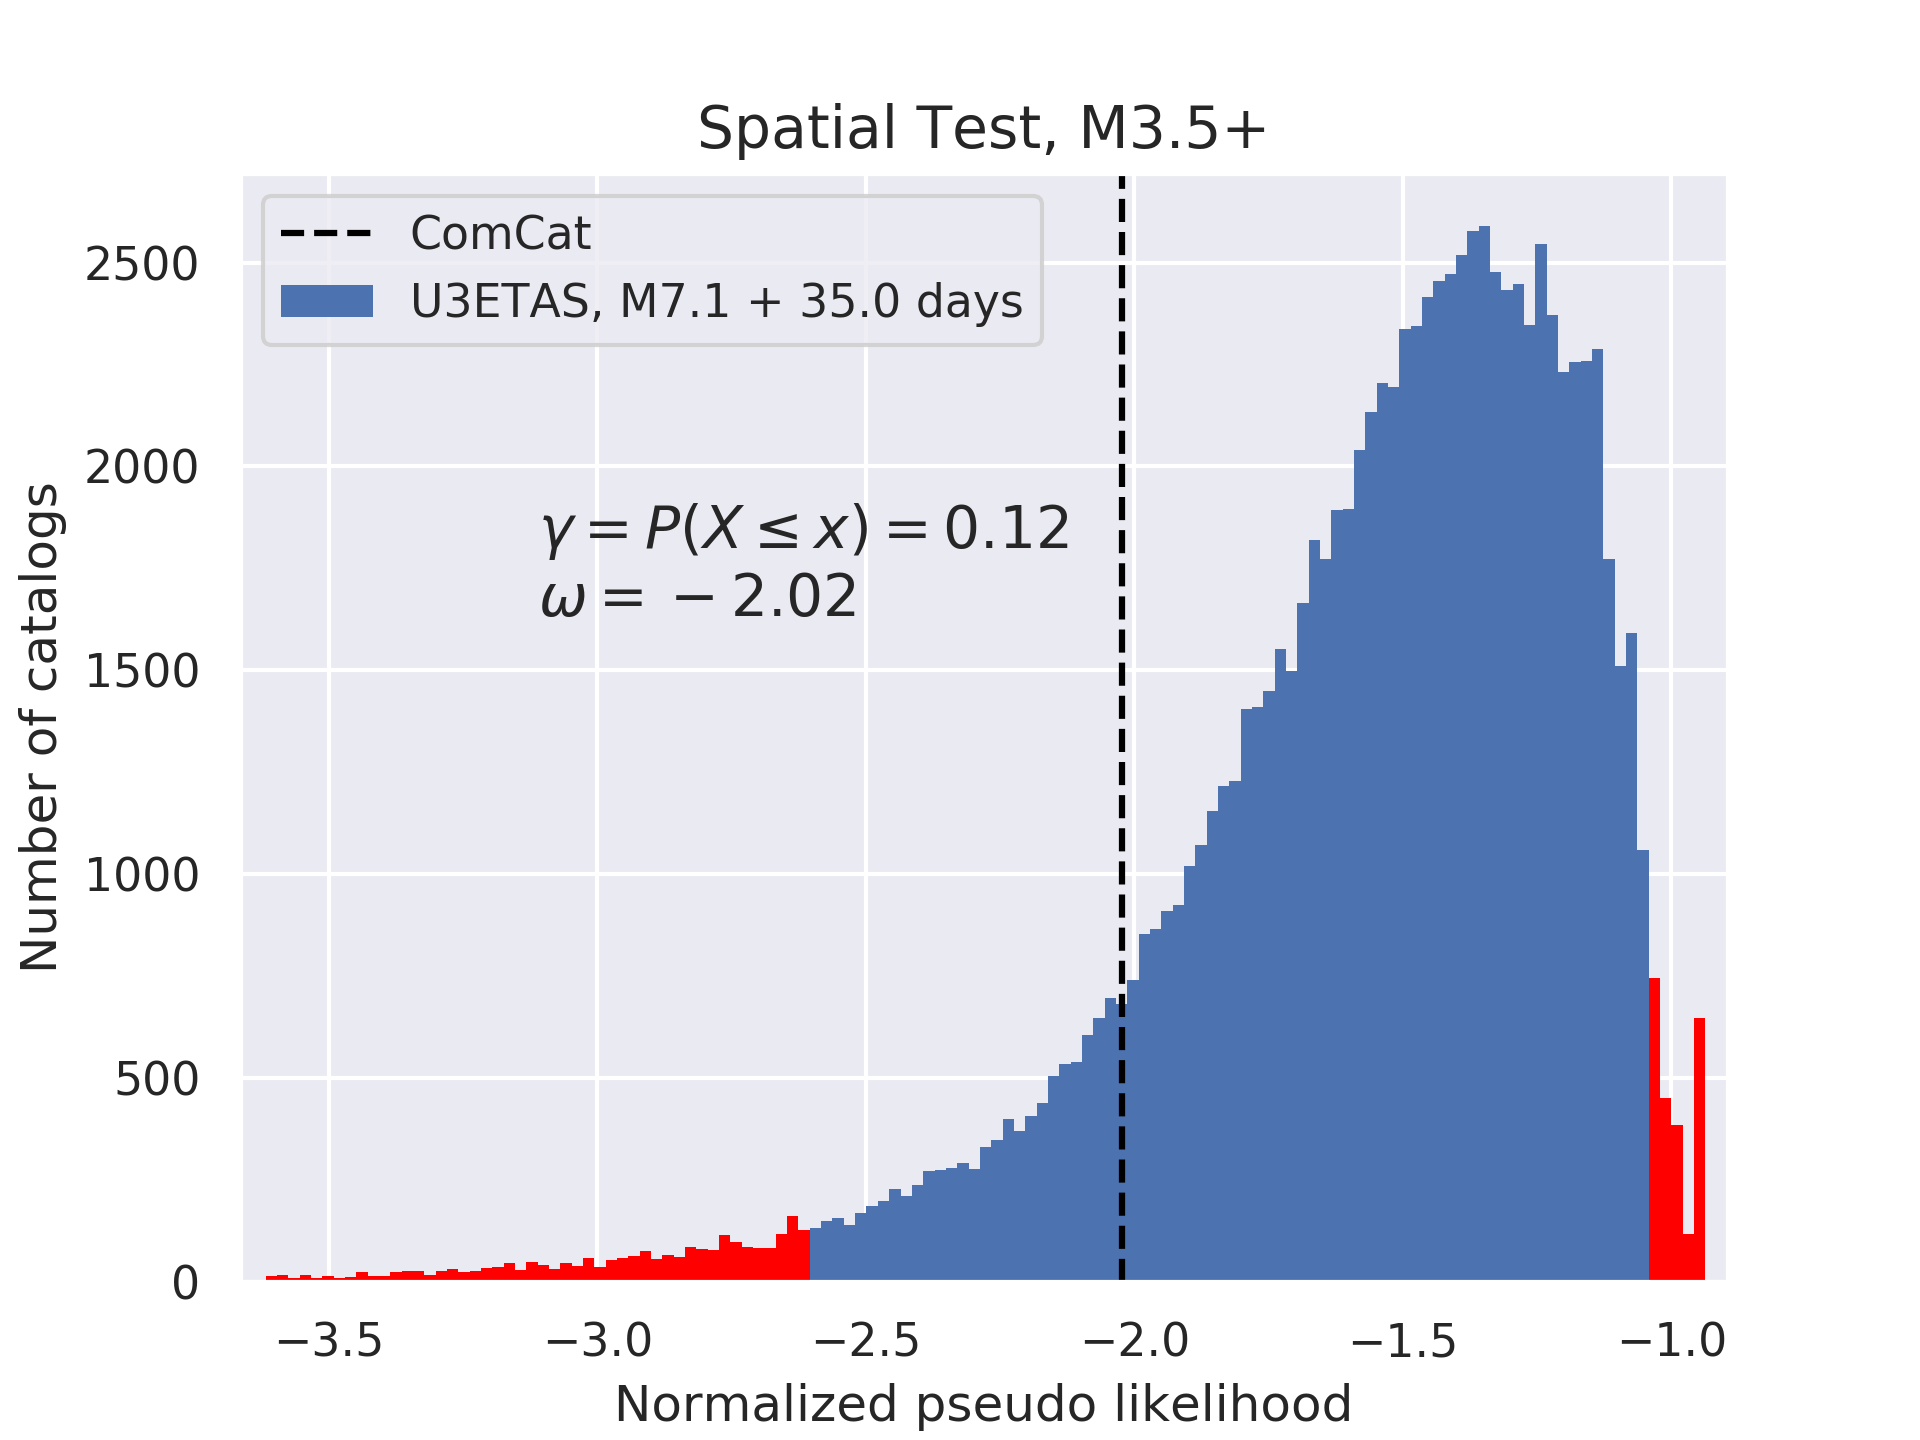 Spatial Test, M3.5+
ComCat
U3ETAS, M7.1 + 35.0 days
γ = P(X ≤ x) = 0.12
ω = −2.02
Number of catalogs
2500
2000
1500
1000
500
0
−3.5 −3.0 −2.5 −2.0 −1.5 −1.0
Normalized pseudo likelihood